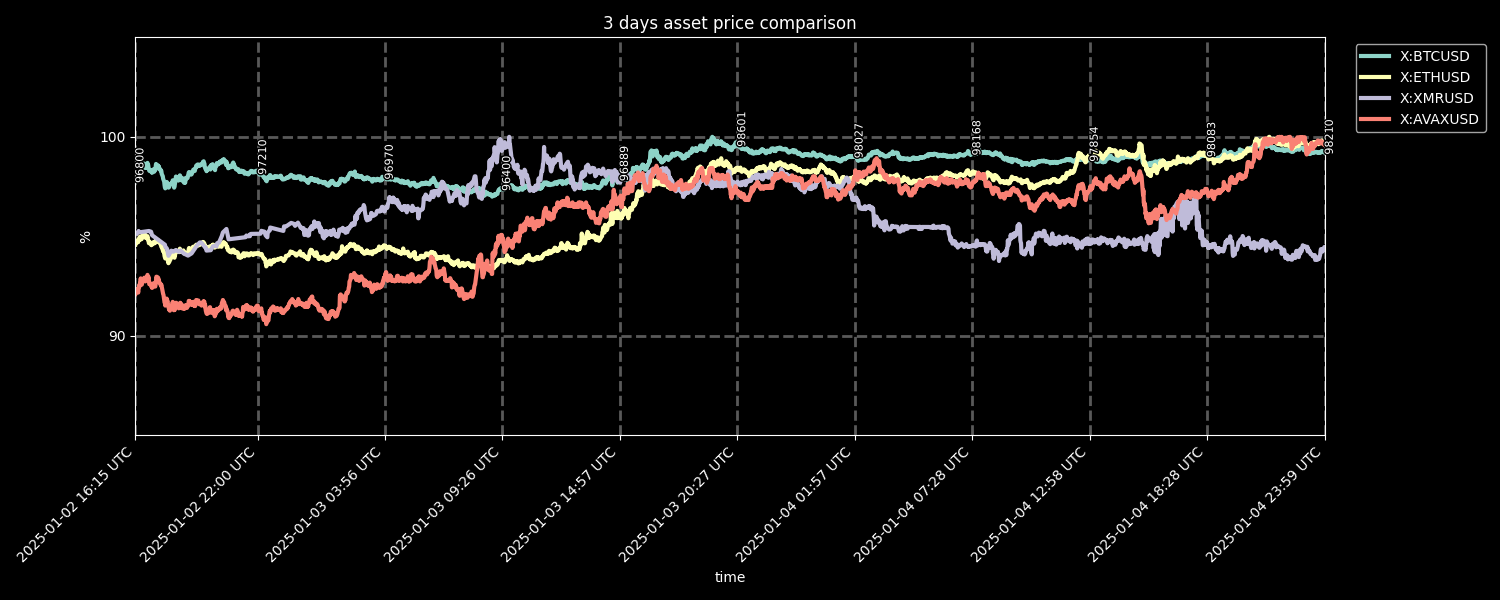 3 days asset price comparison
X:BTCUSD
X:ETHUSD
X:XMRUSD
X:AVAXUSD
100
90
%
96800
97210
96970
96400
96889
98601
98027
98168
97854
98083
98210
2025-01-02 16:15 UTC
2025-01-02 22:00 UTC
2025-01-03 03:56 UTC
2025-01-03 09:26 UTC
2025-01-03 14:57 UTC
2025-01-03 20:27 UTC
2025-01-04 01:57 UTC
2025-01-04 07:28 UTC
2025-01-04 12:58 UTC
2025-01-04 18:28 UTC
2025-01-04 23:59 UTC
time